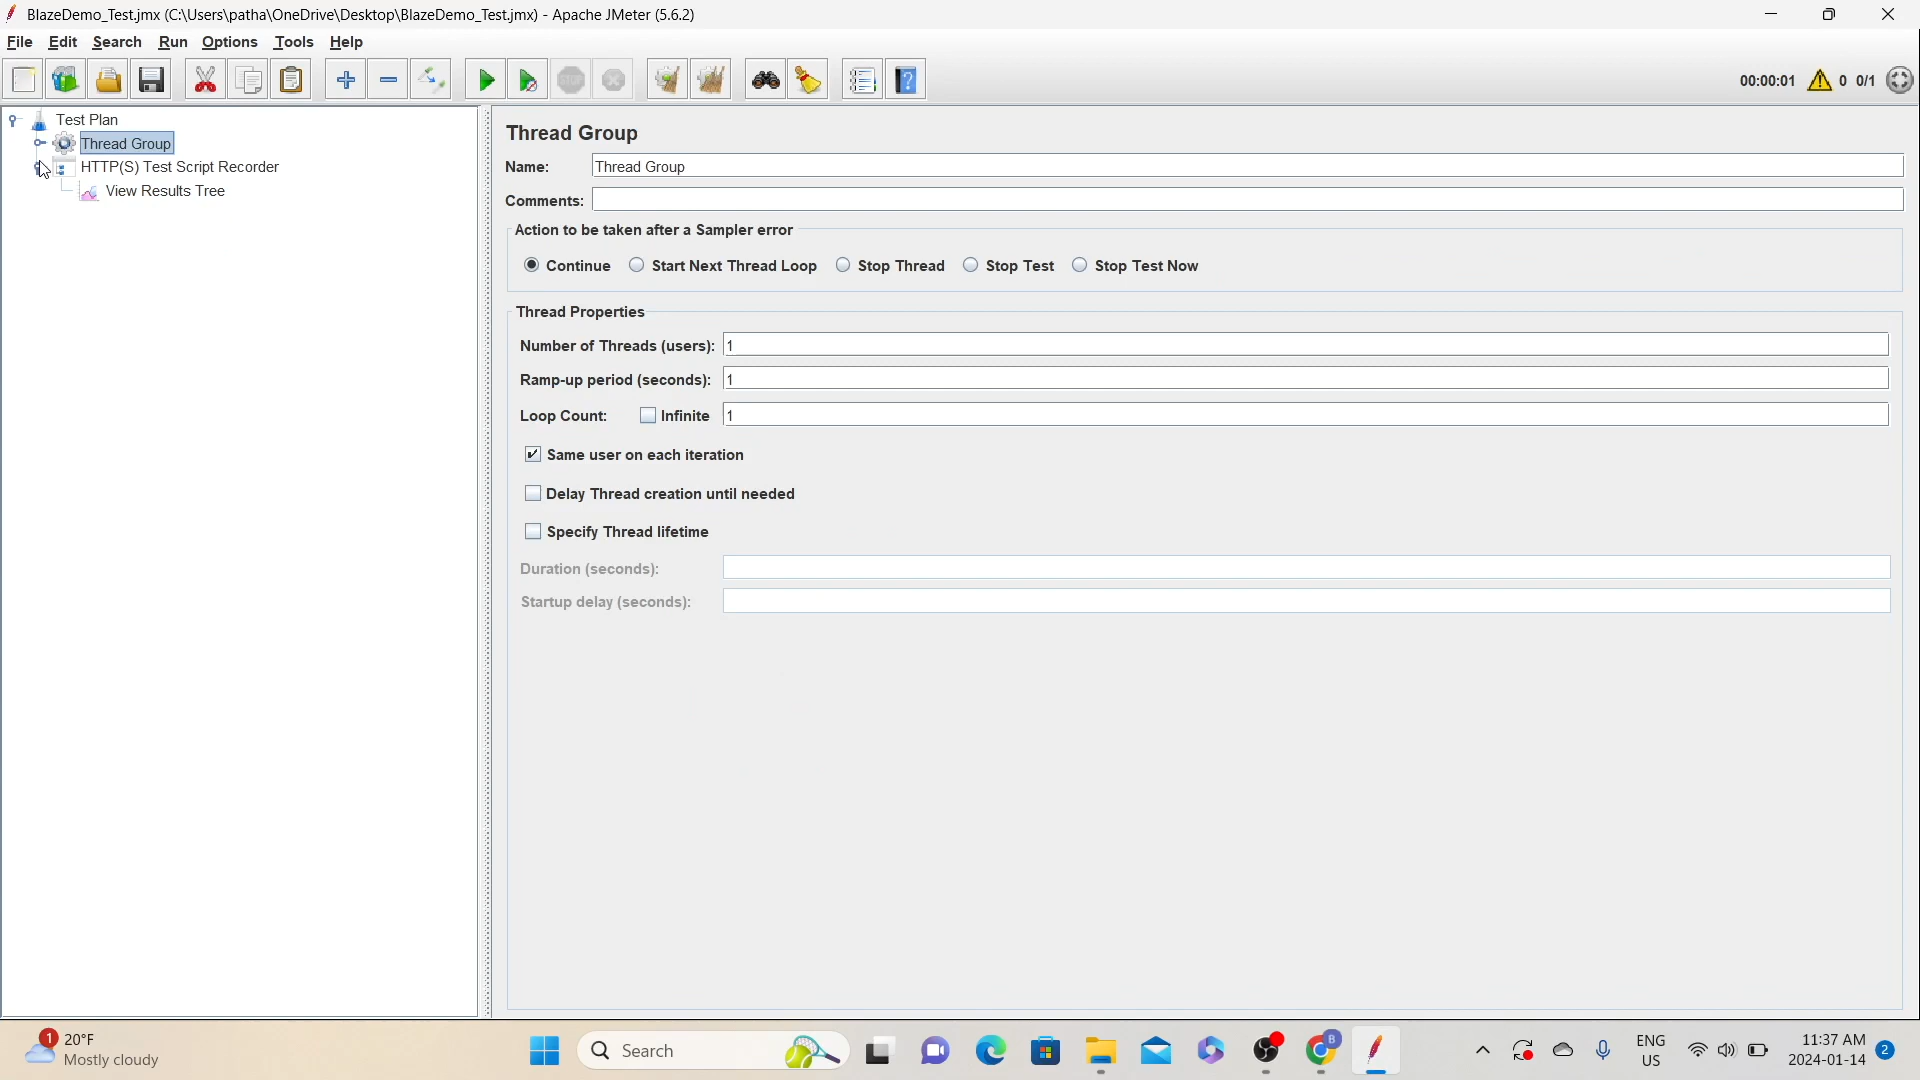 BlazeDemo_Test.jmx (C:\Users\patha\OneDrive\Desktop\BlazeDemo_Test.jmx) - Apache JMeter (5.6.2)
File Edit Search Run Options Tools Help
STOP
00:00:01 0 0/1
Test Plan
Thread Group
HTTP(S) Test Script Recorder
View Results Tree
Thread Group
Name: Thread Group
Comments:
Action to be taken after a Sampler error
Continue Start Next Thread Loop Stop Thread Stop Test Stop Test Now
Thread Properties
Number of Threads (users): 1
Ramp-up period (seconds): 1
Loop Count: Infinite 1
Same user on each iteration
Delay Thread creation until needed
Specify Thread lifetime
Duration (seconds):
Startup delay (seconds):
1 20°F
Mostly cloudy
Search
B
ENG
US
11:37 AM
2024-01-14
2